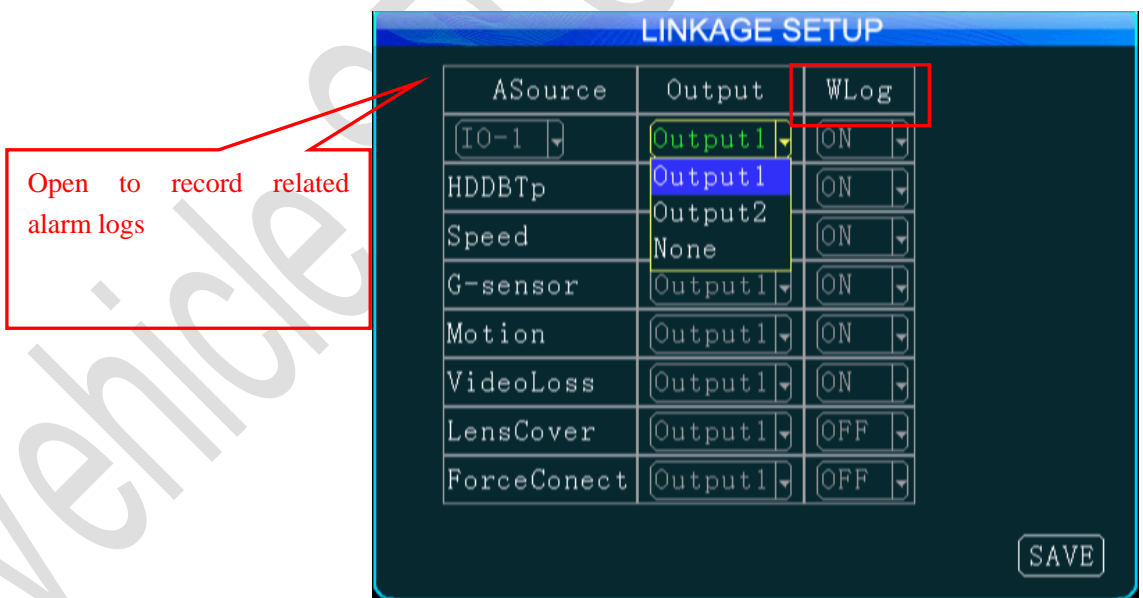 LINKAGE SETUP
ASource Output WLog
IO-1 Output1 ON
Output1
Output2
None
HDDBTp ON
Speed ON
G-sensor Output1 ON
Motion Output1 ON
VideoLoss Output1 ON
LensCover Output1 OFF
ForceConect Output1 OFF
SAVE
Open to record related
alarm logs
vehicle